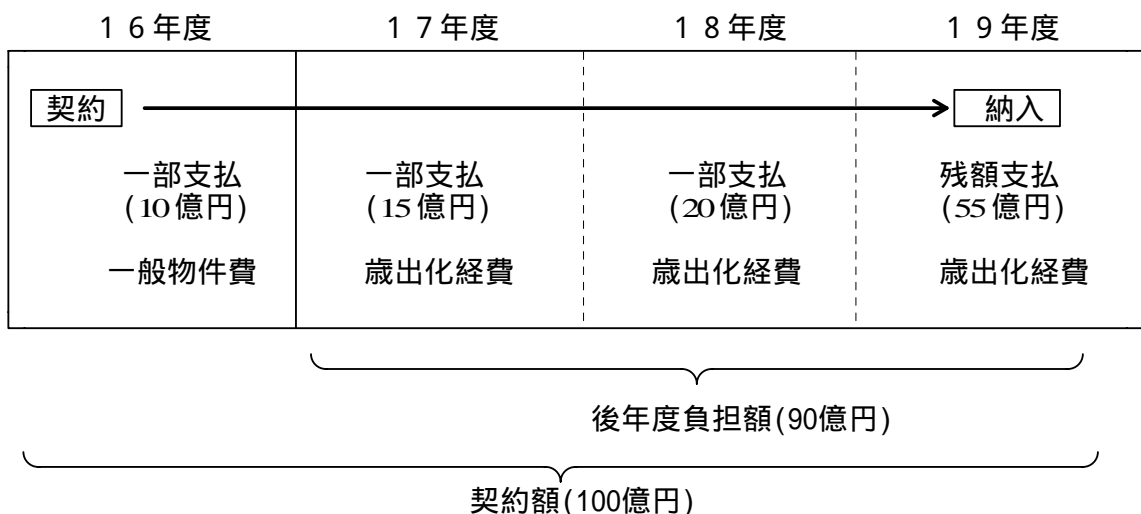 １６年度 １７年度 １８年度 １９年度
契約 納入
一部支払 一部支払 一部支払 残額支払
(10億円) (15億円) (20億円) (55億円)
一般物件費 歳出化経費 歳出化経費 歳出化経費
後年度負担額(90億円)
契約額(100億円)